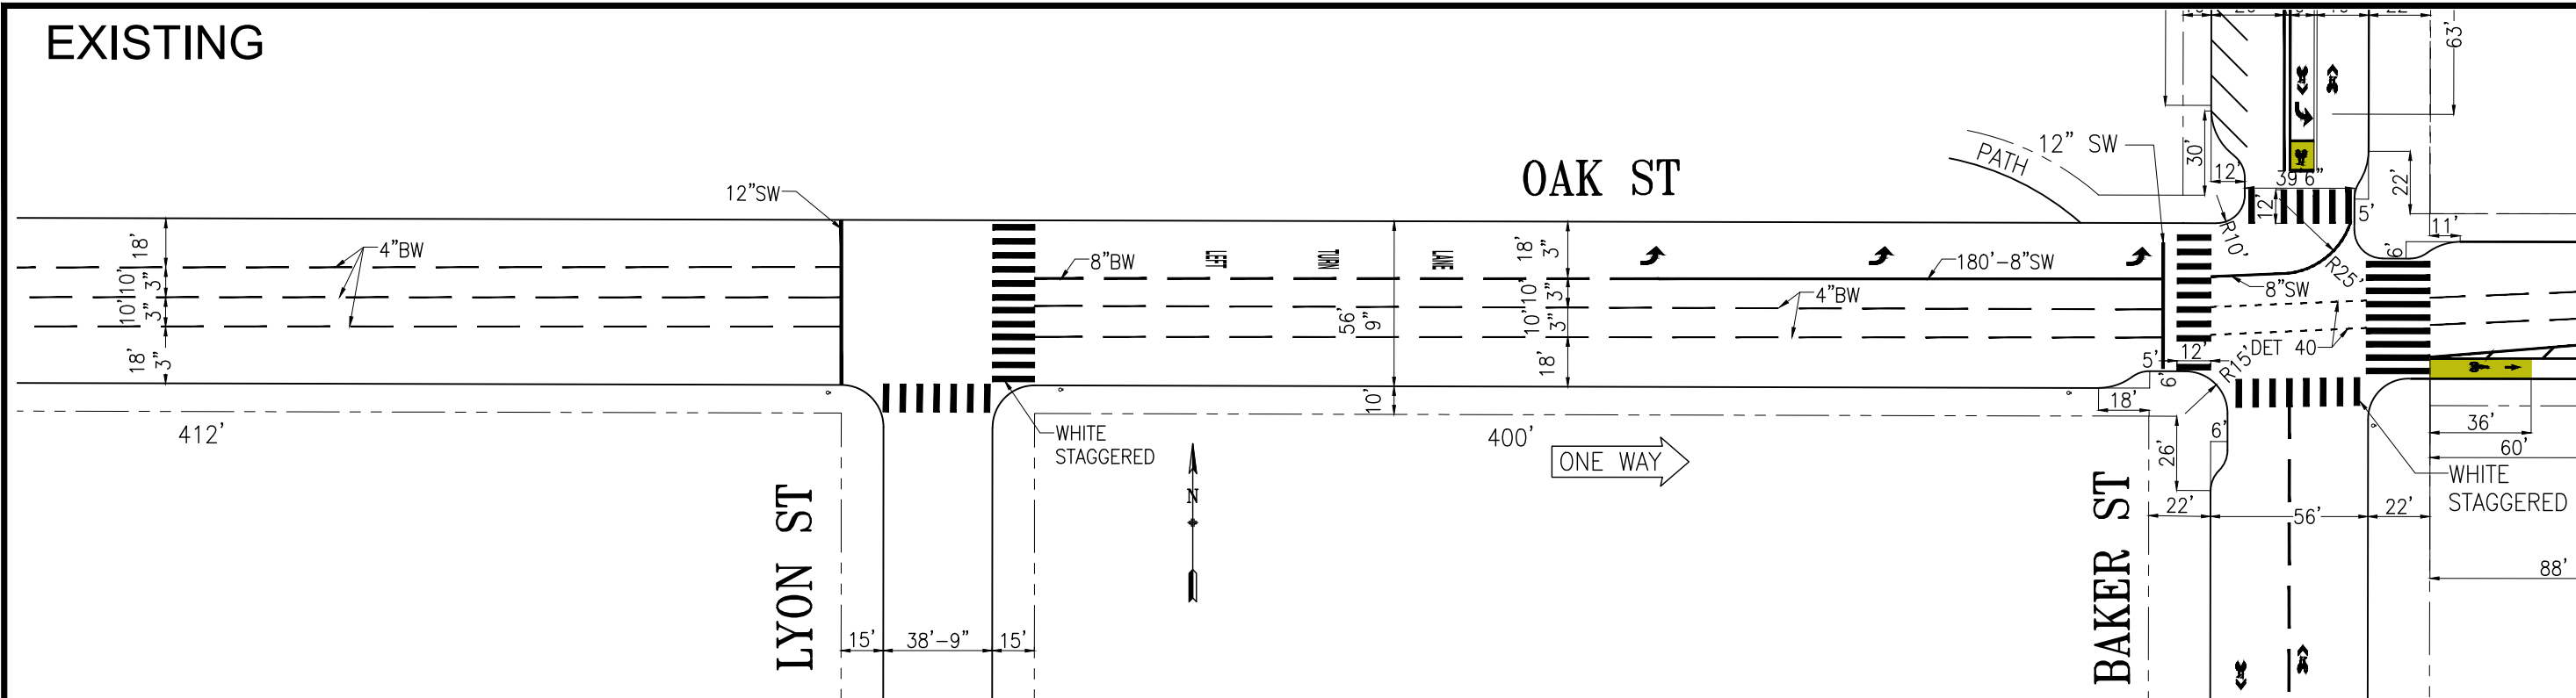 EXISTING
63'
12" SW
PATH
30'
12'
39'6"
12'
22'
5'
11'
6'
R10'
R25'
OAK ST
12"SW
18'
4"BW
10'
10'
3"
10'
3"
18'
3"
8"BW
LEFT
TURN
LANE
56'
9"
18'
3"
10'
10'
3"
10'
3"
18'
10'
180'-8"SW
4"BW
8"SW
DET 40
5'
12'
6'
R15'
18'
412'
WHITE
STAGGERED
400'
ONE WAY
N
26'
6'
36'
60'
WHITE
STAGGERED
22'
56'
22'
88'
LYON ST
BAKER ST
15'
38'-9"
15'